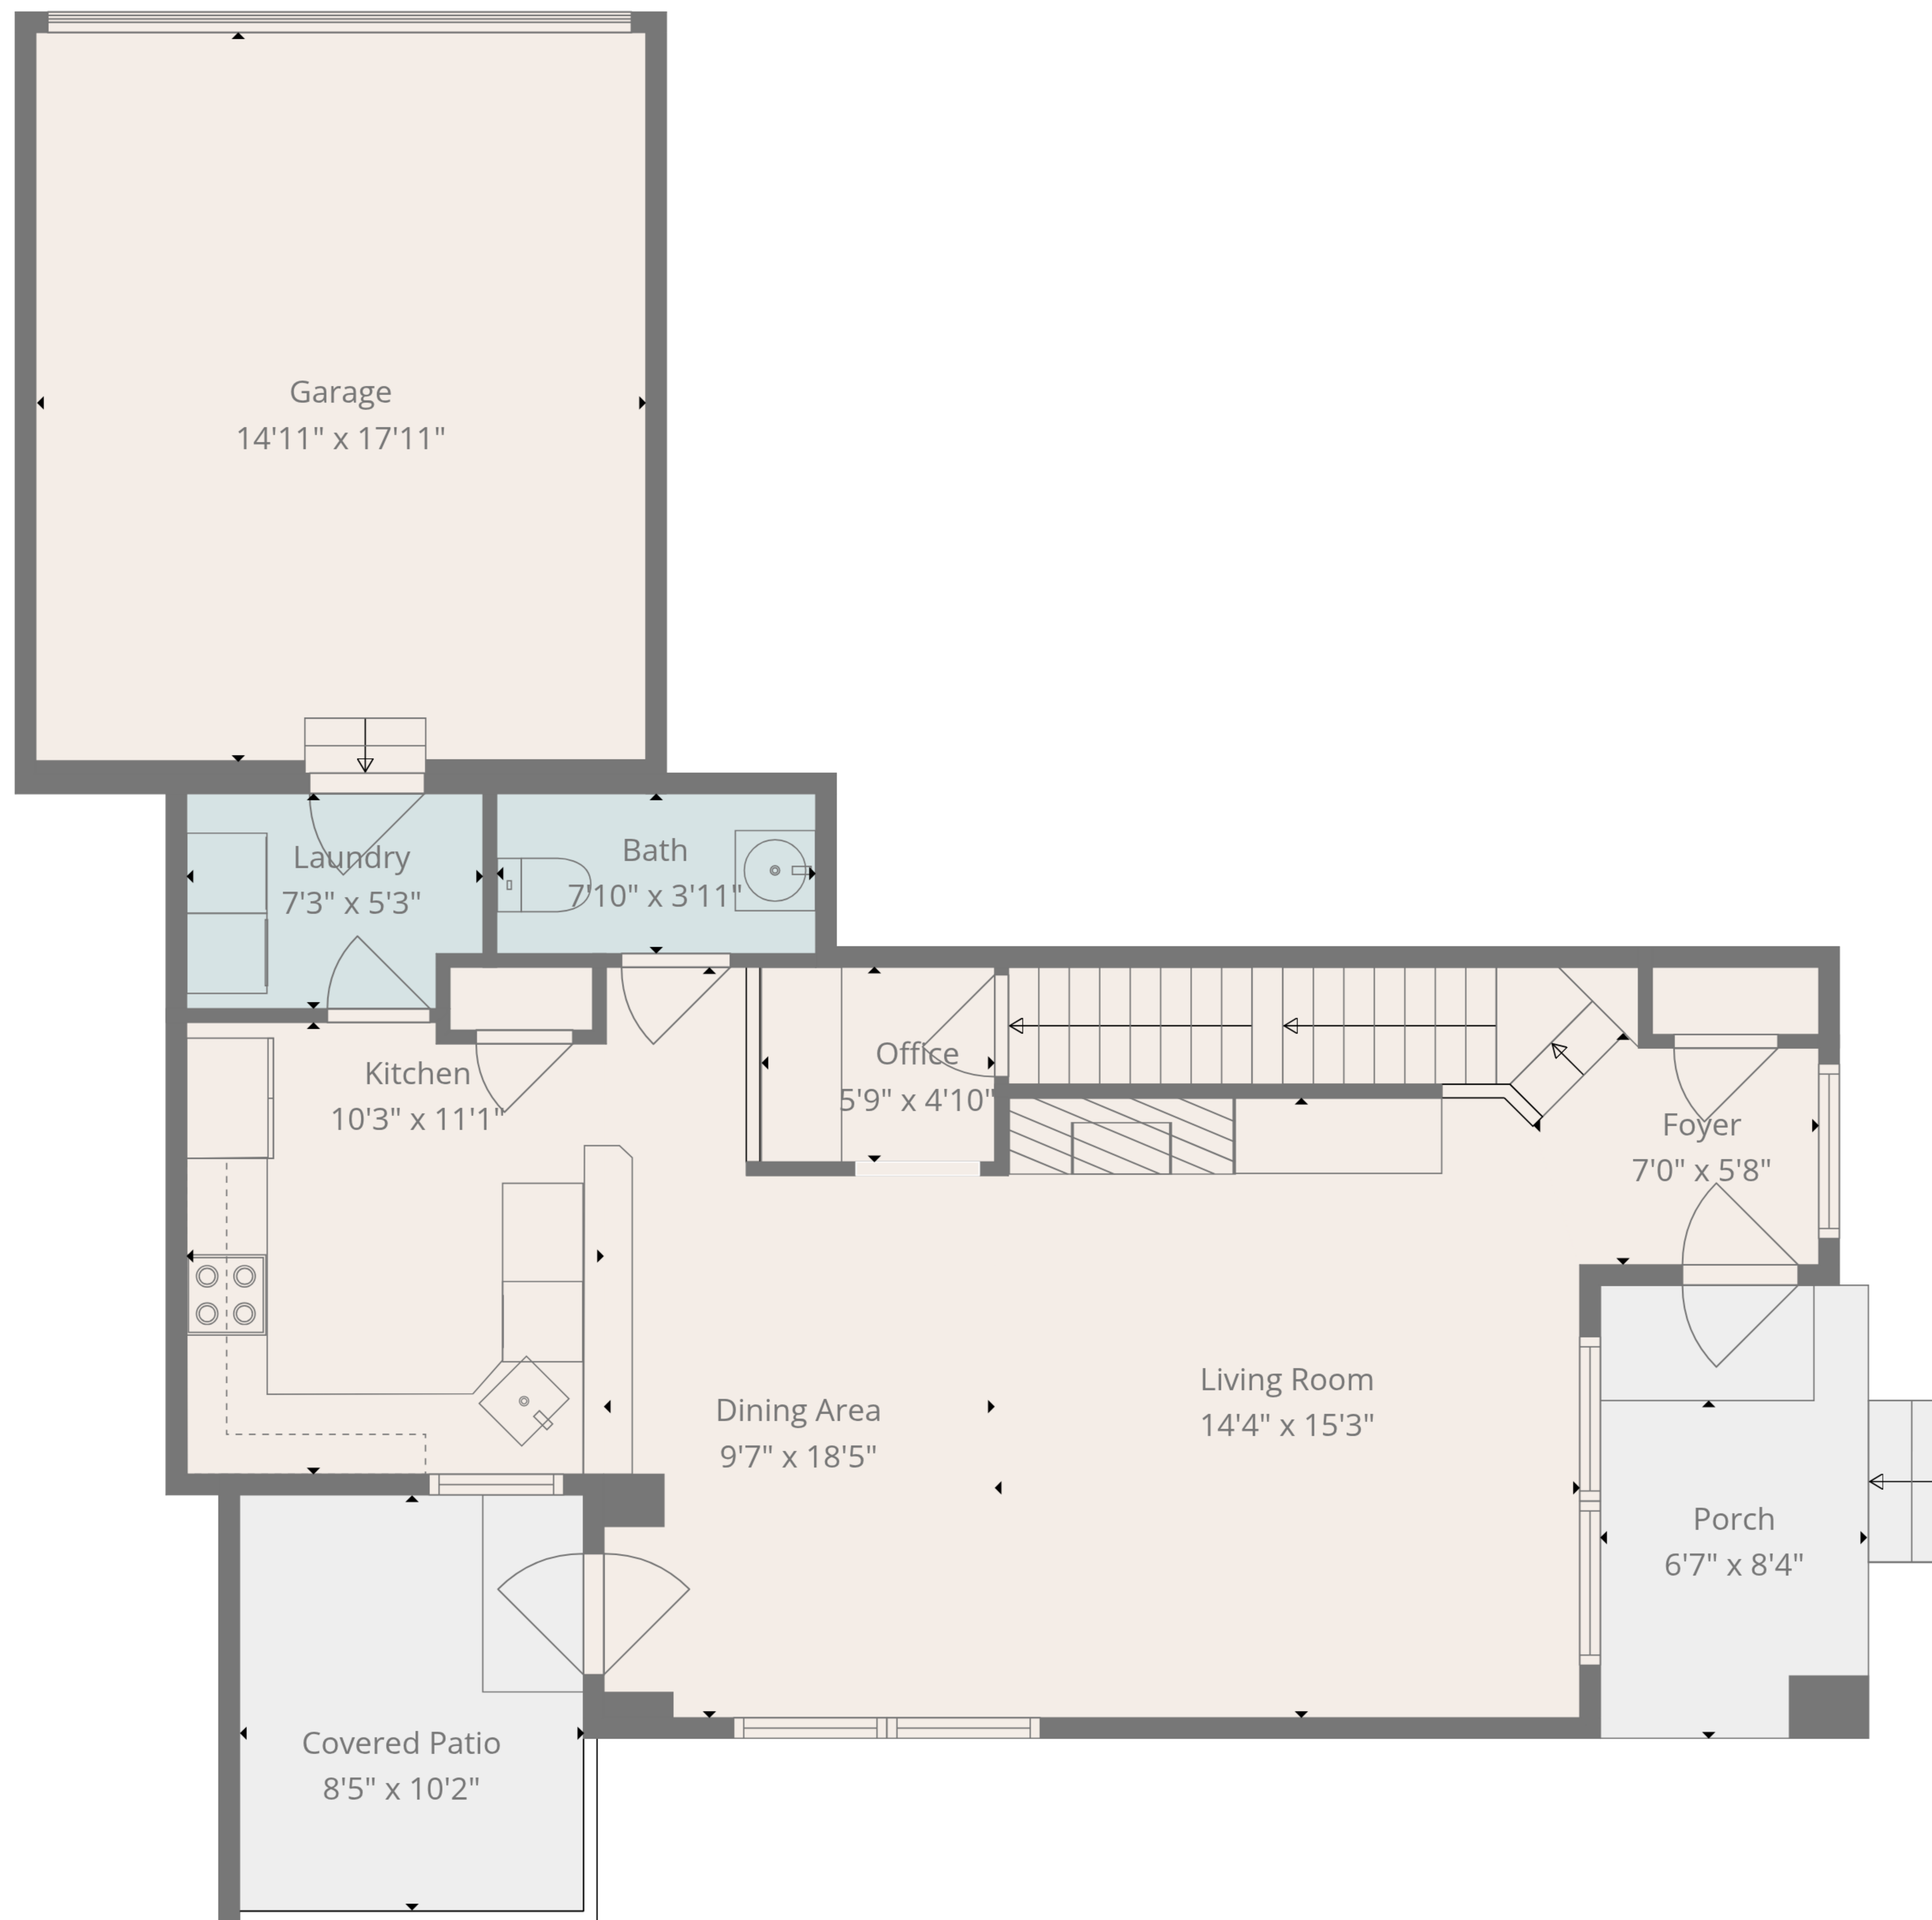 Garage
14'11" x 17'11"
Laundry
7'3" x 5'3"
Bath
7'10" x 3'11"
Kitchen
10'3" x 11'1"
Office
5'9" x 4'10"
Foyer
7'0" x 5'8"
Dining Area
9'7" x 18'5"
Living Room
14'4" x 15'3"
Porch
6'7" x 8'4"
Covered Patio
8'5" x 10'2"